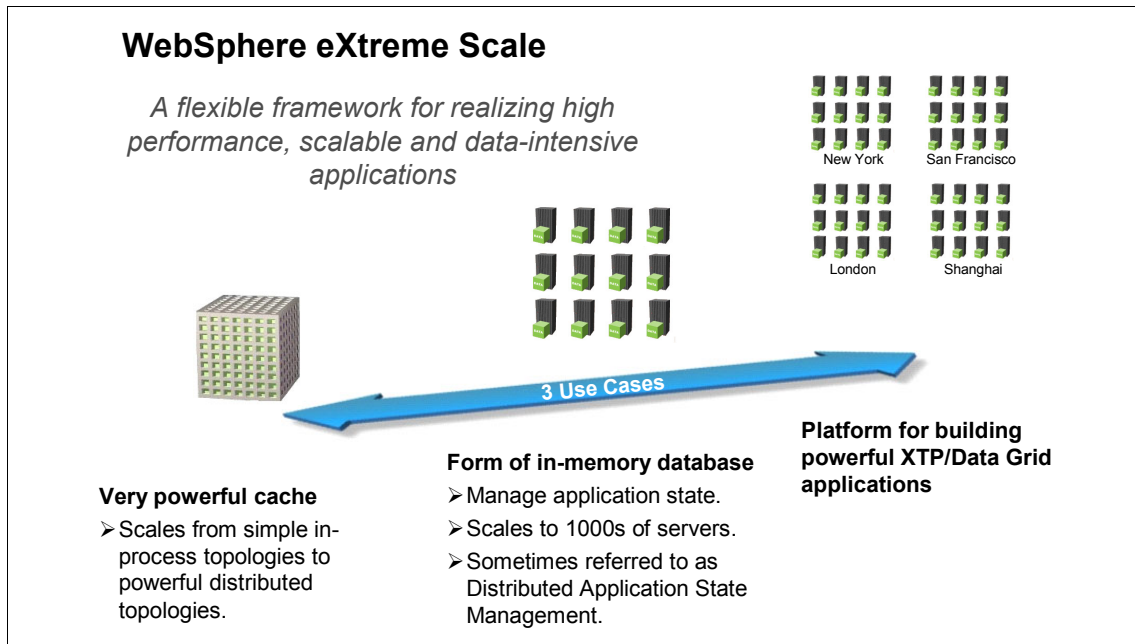 WebSphere eXtreme Scale
A flexible framework for realizing high
performance, scalable and data-intensive
applications
New York
San Francisco
London
Shanghai
3 Use Cases
Very powerful cache
➢Scales from simple in-
process topologies to
powerful distributed
topologies.
Form of in-memory database
➢Manage application state.
➢Scales to 1000s of servers.
➢Sometimes referred to as
Distributed Application State
Management.
Platform for building
powerful XTP/Data Grid
applications